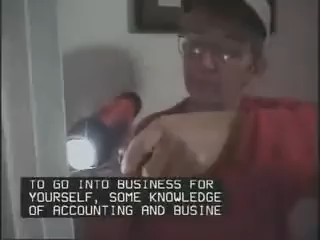 TO GO INTO BUSINESS FOR
YOURSELF, SOME KNOWLEDGE
OF ACCOUNTING AND BUSINE